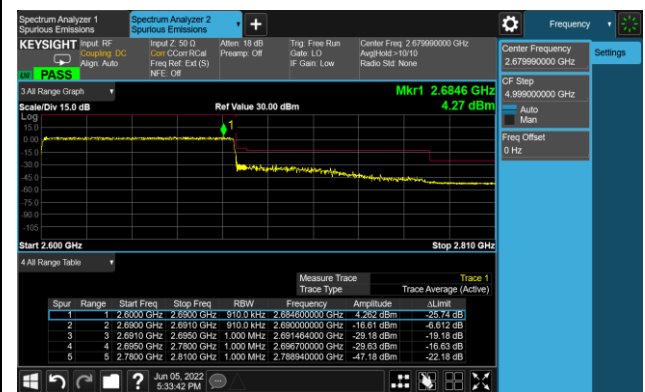 Spectrum Analyzer 1
Spurious Emissions
Spectrum Analyzer 2
Spurious Emissions
Frequency
KEYSIGHT
Input: RF
Coupling: DC
Align: Auto
Input Z: 50 Ω
Corr CCorr RCal
Freq Ref: Ext (S)
NFE: Off
Atten: 18 dB
Preamp: Off
Trig: Free Run
Gate: LO
IF Gain: Low
Center Freq: 2.679990000 GHz
Avg|Hold:>10/10
Radio Std: None
PASS
Center Frequency
2.679990000 GHz
Settings
CF Step
4.999000000 GHz
Auto
Man
Freq Offset
0 Hz
3 All Range Graph
Mkr1 2.6846 GHz
Scale/Div 15.0 dB
Ref Value 30.00 dBm
4.27 dBm
Log
15.0
0.00
-15.0
-30.0
-45.0
-60.0
-75.0
-90.0
-105
1
Start 2.600 GHz
Stop 2.810 GHz
4 All Range Table
Measure Trace Trace 1
Trace Type Trace Average (Active)
Spur Range Start Freq Stop Freq RBW Frequency Amplitude ΔLimit
1 1 2.6000 GHz 2.6900 GHz 910.0 kHz 2.684600000 GHz 4.262 dBm -25.74 dB
2 2 2.6900 GHz 2.6910 GHz 910.0 kHz 2.690000000 GHz -16.61 dBm -6.612 dB
3 3 2.6910 GHz 2.6950 GHz 1.000 MHz 2.691464000 GHz -29.18 dBm -19.18 dB
4 4 2.6950 GHz 2.7800 GHz 1.000 MHz 2.696700000 GHz -29.63 dBm -16.63 dB
5 5 2.7800 GHz 2.8100 GHz 1.000 MHz 2.788940000 GHz -47.18 dBm -22.18 dB
?
Jun 05, 2022
5:33:42 PM